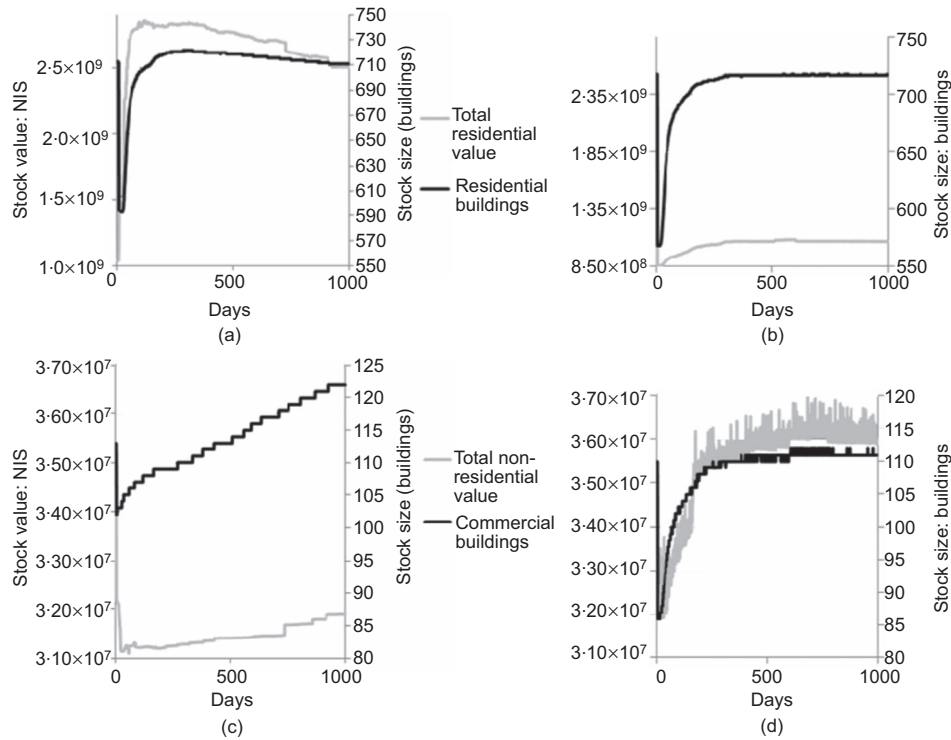 750
730
710
690
670
650
630
610
590
570
550
2·5×10⁹
2·0×10⁹
1·5×10⁹
1·0×10⁹
Stock value: NIS
Stock size (buildings)
0
500
1000
Days
(a)
Total
residential
value
Residential
buildings
2·35×10⁹
1·85×10⁹
1·35×10⁹
8·50×10⁸
750
700
650
600
550
Stock size: buildings
0
500
1000
Days
(b)
3·70×10⁷
3·60×10⁷
3·50×10⁷
3·40×10⁷
3·30×10⁷
3·20×10⁷
3·10×10⁷
Stock value: NIS
125
120
115
110
105
100
95
90
85
80
Stock size (buildings)
0
500
1000
Days
(c)
Total non-
residential
value
Commercial
buildings
3·70×10⁷
3·60×10⁷
3·50×10⁷
3·40×10⁷
3·30×10⁷
3·20×10⁷
3·10×10⁷
120
115
110
105
100
95
90
85
80
Stock size: buildings
0
500
1000
Days
(d)